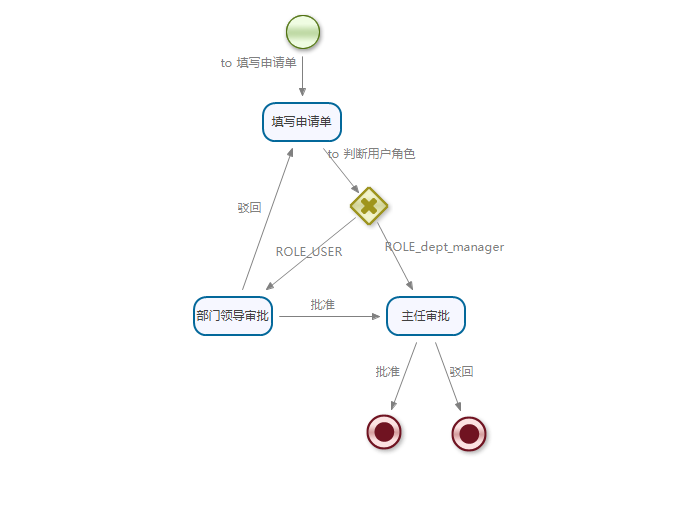 to 填写申请单
填写申请单
to 判断用户角色
驳回
ROLE_USER
ROLE_dept_manager
部门领导审批
批准
主任审批
批准
驳回